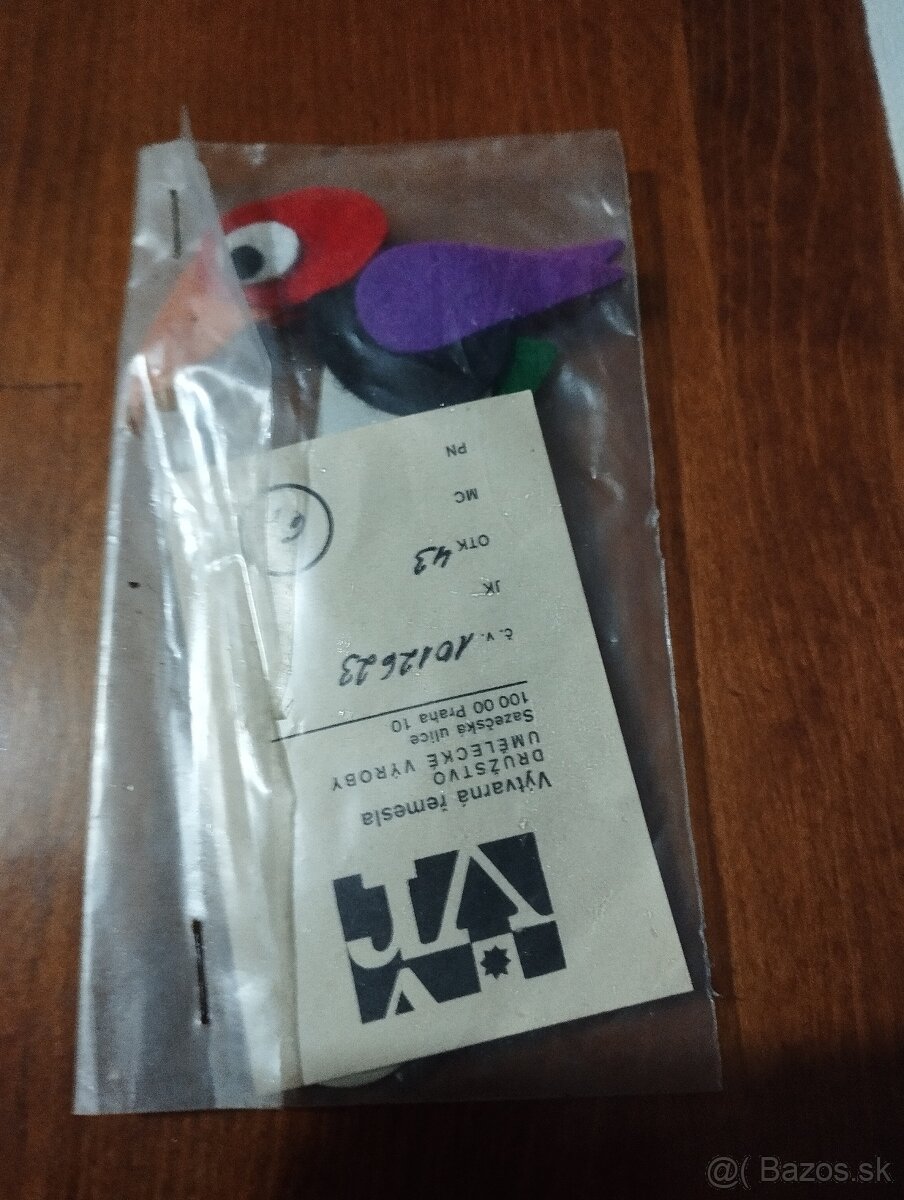 Výtvarná řemesla
DRUŽSTVO
UMĚLECKÉ VÝROBY
Sazečská ulice
100 00 Praha 10
č. v. 1012623
JK
OTK 43
MC
PN
@( Bazos.sk